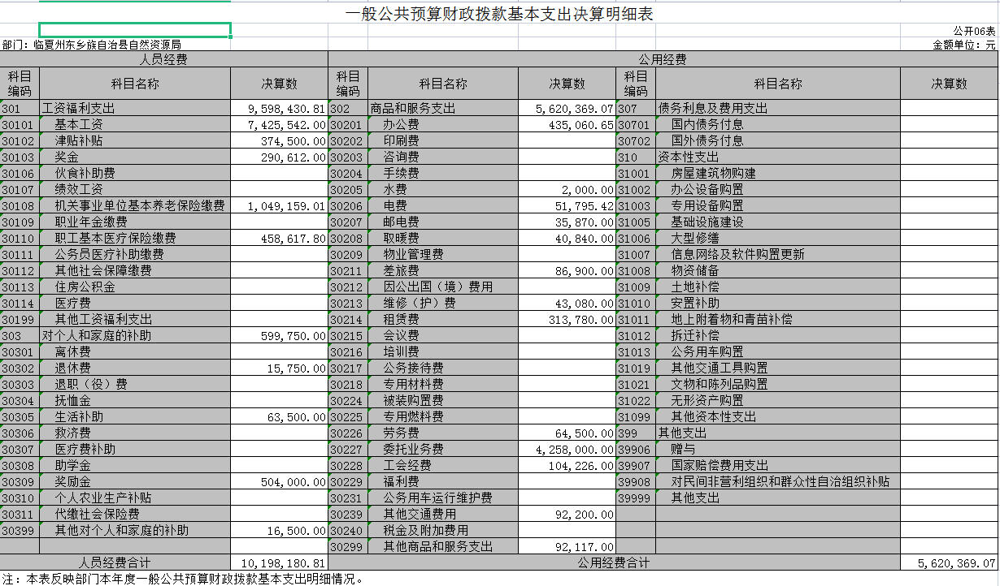 一般公共预算财政拨款基本支出决算明细表
公开06表
部门：临夏州东乡族自治县自然资源局 金额单位：元
人员经费 公用经费
科目编码 科目名称 决算数 科目编码 科目名称 决算数 科目编码 科目名称 决算数
301 工资福利支出 9,598,430.81 302 商品和服务支出 5,620,369.07 307 债务利息及费用支出
30101 基本工资 7,425,542.00 30201 办公费 435,060.65 30701 国内债务付息
30102 津贴补贴 374,500.00 30202 印刷费 30702 国外债务付息
30103 奖金 290,612.00 30203 咨询费 310 资本性支出
30106 伙食补助费 30204 手续费 31001 房屋建筑物购建
30107 绩效工资 30205 水费 2,000.00 31002 办公设备购置
30108 机关事业单位基本养老保险缴费 1,049,159.01 30206 电费 51,795.42 31003 专用设备购置
30109 职业年金缴费 30207 邮电费 35,870.00 31005 基础设施建设
30110 职工基本医疗保险缴费 458,617.80 30208 取暖费 40,840.00 31006 大型修缮
30111 公务员医疗补助缴费 30209 物业管理费 31007 信息网络及软件购置更新
30112 其他社会保障缴费 30211 差旅费 86,900.00 31008 物资储备
30113 住房公积金 30212 因公出国（境）费用 31009 土地补偿
30114 医疗费 30213 维修（护）费 43,080.00 31010 安置补助
30199 其他工资福利支出 30214 租赁费 313,780.00 31011 地上附着物和青苗补偿
303 对个人和家庭的补助 599,750.00 30215 会议费 31012 拆迁补偿
30301 离休费 30216 培训费 31013 公务用车购置
30302 退休费 15,750.00 30217 公务接待费 31019 其他交通工具购置
30303 退职（役）费 30218 专用材料费 31021 文物和陈列品购置
30304 抚恤金 30224 被装购置费 31022 无形资产购置
30305 生活补助 63,500.00 30225 专用燃料费 31099 其他资本性支出
30306 救济费 30226 劳务费 64,500.00 399 其他支出
30307 医疗费补助 30227 委托业务费 4,258,000.00 39906 赠与
30308 助学金 30228 工会经费 104,226.00 39907 国家赔偿费用支出
30309 奖励金 504,000.00 30229 福利费 39908 对民间非营利组织和群众性自治组织补贴
30310 个人农业生产补贴 30231 公务用车运行维护费 39999 其他支出
30311 代缴社会保险费 30239 其他交通费用 92,200.00
30399 其他对个人和家庭的补助 16,500.00 30240 税金及附加费用
30299 其他商品和服务支出 92,117.00
人员经费合计 10,198,180.81 公用经费合计 5,620,369.07
注：本表反映部门本年度一般公共预算财政拨款基本支出明细情况。